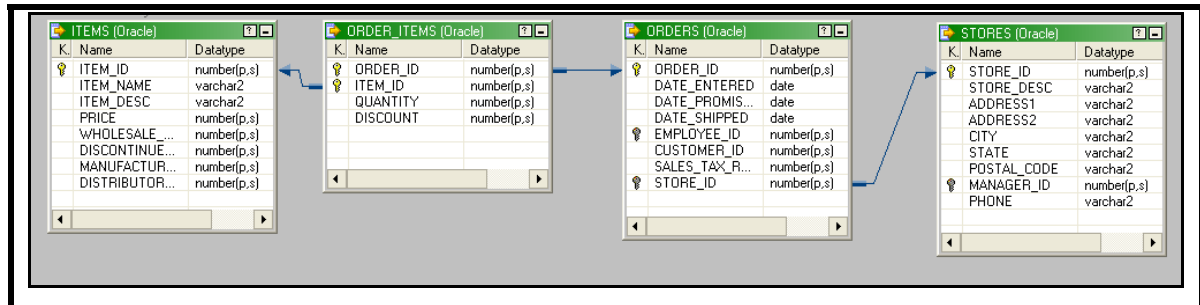 ITEMS (Oracle)
K. Name Datatype
ITEM_ID number(p,s)
ITEM_NAME varchar2
ITEM_DESC varchar2
PRICE number(p,s)
WHOLESALE_... number(p,s)
DISCONTINUE... number(p,s)
MANUFACTUR... number(p,s)
DISTRIBUTOR... number(p,s)
ORDER_ITEMS (Oracle)
K. Name Datatype
ORDER_ID number(p,s)
ITEM_ID number(p,s)
QUANTITY number(p,s)
DISCOUNT number(p,s)
ORDERS (Oracle)
K. Name Datatype
ORDER_ID number(p,s)
DATE_ENTERED date
DATE_PROMIS... date
DATE_SHIPPED date
EMPLOYEE_ID number(p,s)
CUSTOMER_ID number(p,s)
SALES_TAX_R... number(p,s)
STORE_ID number(p,s)
STORES (Oracle)
K. Name Datatype
STORE_ID number(p,s)
STORE_DESC varchar2
ADDRESS1 varchar2
ADDRESS2 varchar2
CITY varchar2
STATE varchar2
POSTAL_CODE varchar2
MANAGER_ID number(p,s)
PHONE varchar2